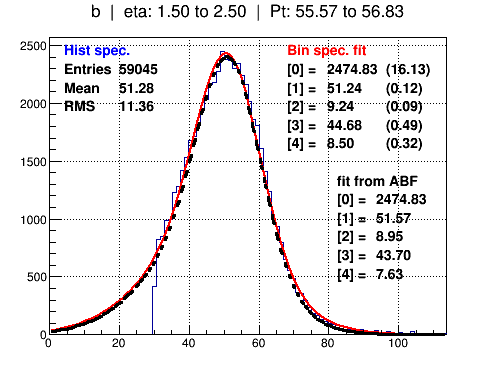 b | eta: 1.50 to 2.50 | Pt: 55.57 to 56.83
Hist spec.
Entries 59045
Mean 51.28
RMS 11.36
Bin spec. fit
[0] = 2474.83 (16.13)
[1] = 51.24 (0.12)
[2] = 9.24 (0.09)
[3] = 44.68 (0.49)
[4] = 8.50 (0.32)
fit from ABF
[0] = 2474.83
[1] = 51.57
[2] = 8.95
[3] = 43.70
[4] = 7.63
2500
2000
1500
1000
500
0
0 20 40 60 80 100